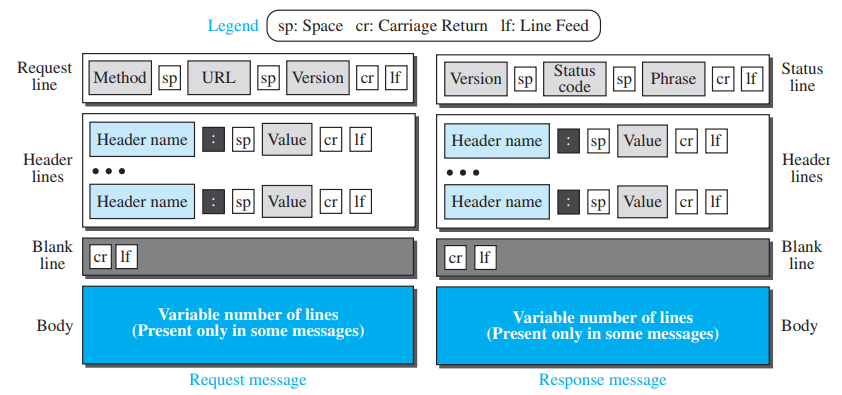 Legend sp: Space cr: Carriage Return lf: Line Feed
Request line
Method sp URL sp Version cr lf
Header lines
Header name : sp Value cr lf
• • •
Header name : sp Value cr lf
Blank line
cr lf
Body
Variable number of lines
(Present only in some messages)
Request message
Version sp Status code sp Phrase cr lf
Status line
Header name : sp Value cr lf
• • •
Header name : sp Value cr lf
Header lines
cr lf
Blank line
Variable number of lines
(Present only in some messages)
Body
Response message